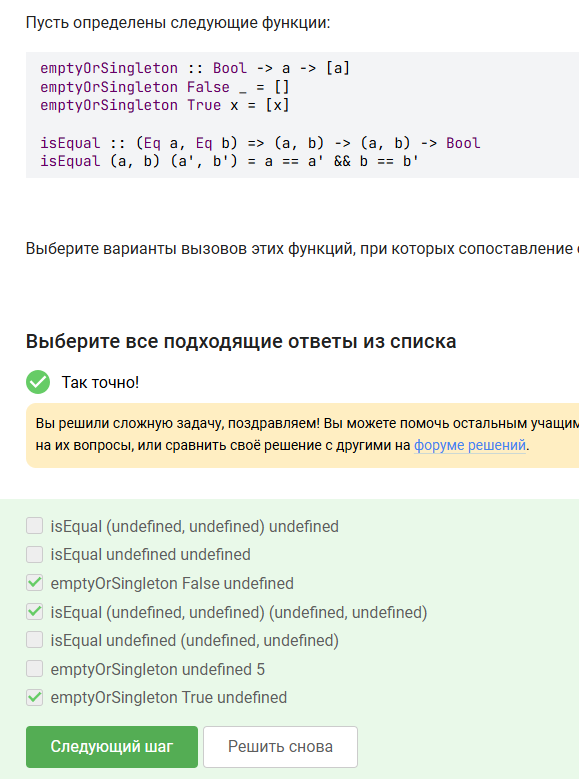 Пусть определены следующие функции:
emptyOrSingleton :: Bool -> a -> [a]
emptyOrSingleton False _ = []
emptyOrSingleton True x = [x]
isEqual :: (Eq a, Eq b) => (a, b) -> (a, b) -> Bool
isEqual (a, b) (a', b') = a == a' && b == b'
Выберите варианты вызовов этих функций, при которых сопоставление
Выберите все подходящие ответы из списка
Так точно!
Вы решили сложную задачу, поздравляем! Вы можете помочь остальным учащим
на их вопросы, или сравнить своё решение с другими на форуме решений.
isEqual (undefined, undefined) undefined
isEqual undefined undefined
emptyOrSingleton False undefined
isEqual (undefined, undefined) (undefined, undefined)
isEqual undefined (undefined, undefined)
emptyOrSingleton undefined 5
emptyOrSingleton True undefined
Следующий шаг
Решить снова